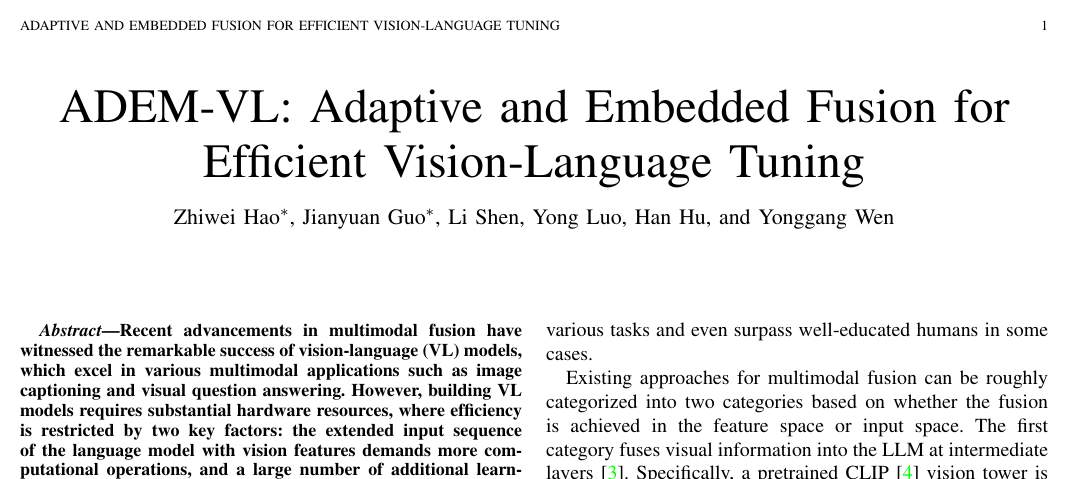 ADAPTIVE AND EMBEDDED FUSION FOR EFFICIENT VISION-LANGUAGE TUNING 1
ADEM-VL: Adaptive and Embedded Fusion for
Efficient Vision-Language Tuning
Zhiwei Hao*, Jianyuan Guo*, Li Shen, Yong Luo, Han Hu, and Yonggang Wen
Abstract—Recent advancements in multimodal fusion have
witnessed the remarkable success of vision-language (VL) models,
which excel in various multimodal applications such as image
captioning and visual question answering. However, building VL
models requires substantial hardware resources, where efficiency
is restricted by two key factors: the extended input sequence
of the language model with vision features demands more com-
putational operations, and a large number of additional learn-
various tasks and even surpass well-educated humans in some
cases.
Existing approaches for multimodal fusion can be roughly
categorized into two categories based on whether the fusion
is achieved in the feature space or input space. The first
category fuses visual information into the LLM at intermediate
layers [3]. Specifically, a pretrained CLIP [4] vision tower is